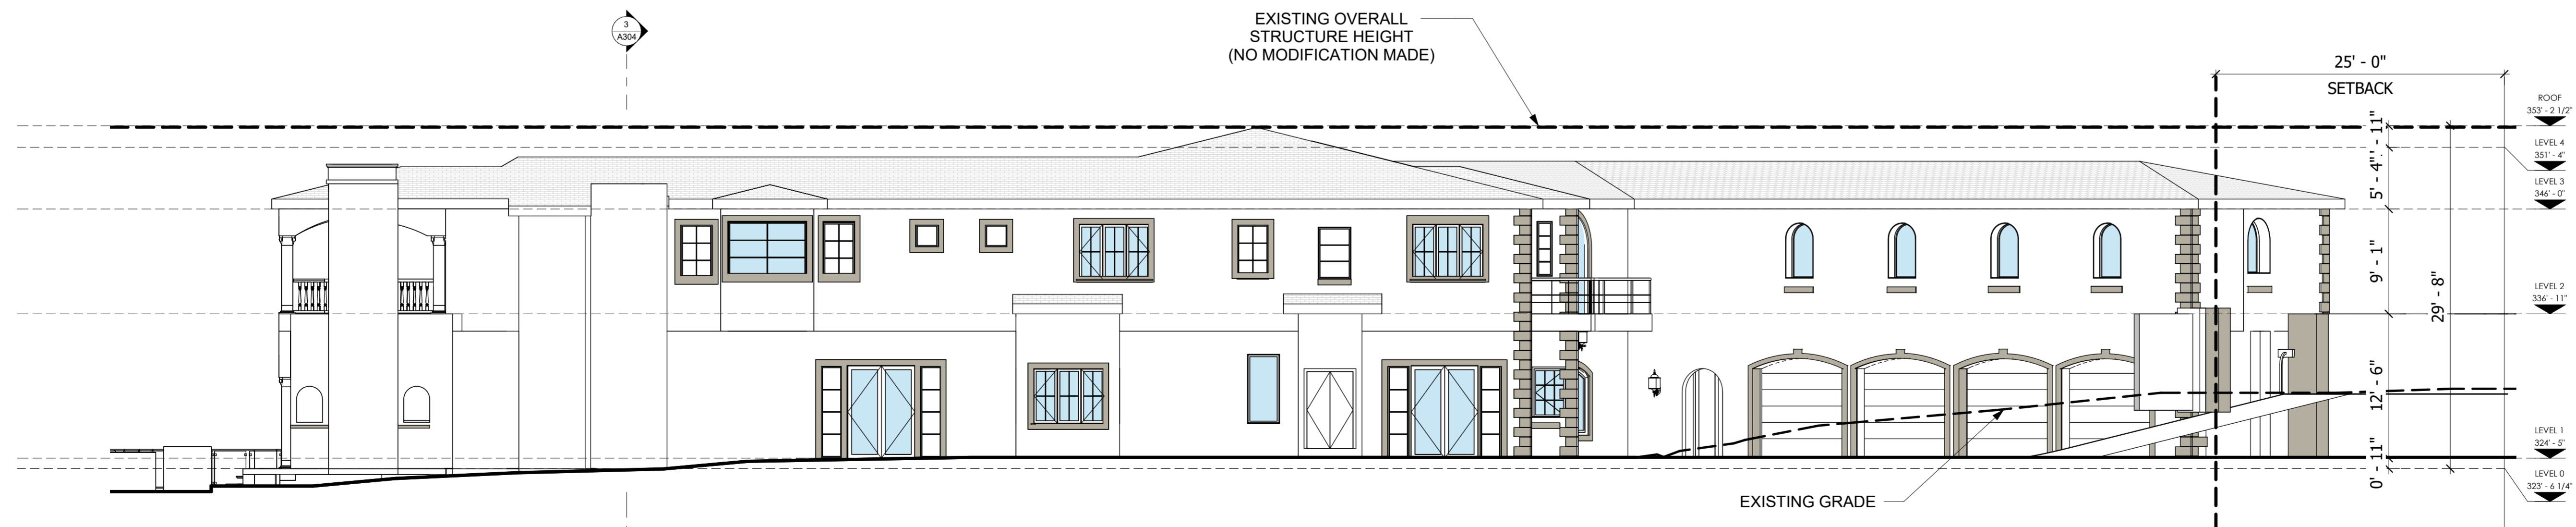 3
A304
EXISTING OVERALL
STRUCTURE HEIGHT
(NO MODIFICATION MADE)
25' - 0"
SETBACK
ROOF
353' - 2 1/2"
LEVEL 4
351' - 4"
LEVEL 3
346' - 0"
LEVEL 2
336' - 11"
LEVEL 1
324' - 5"
LEVEL 0
323' - 6 1/4"
5' - 4"
9' - 1"
12' - 6"
0' - 11"
29' - 8"
EXISTING GRADE